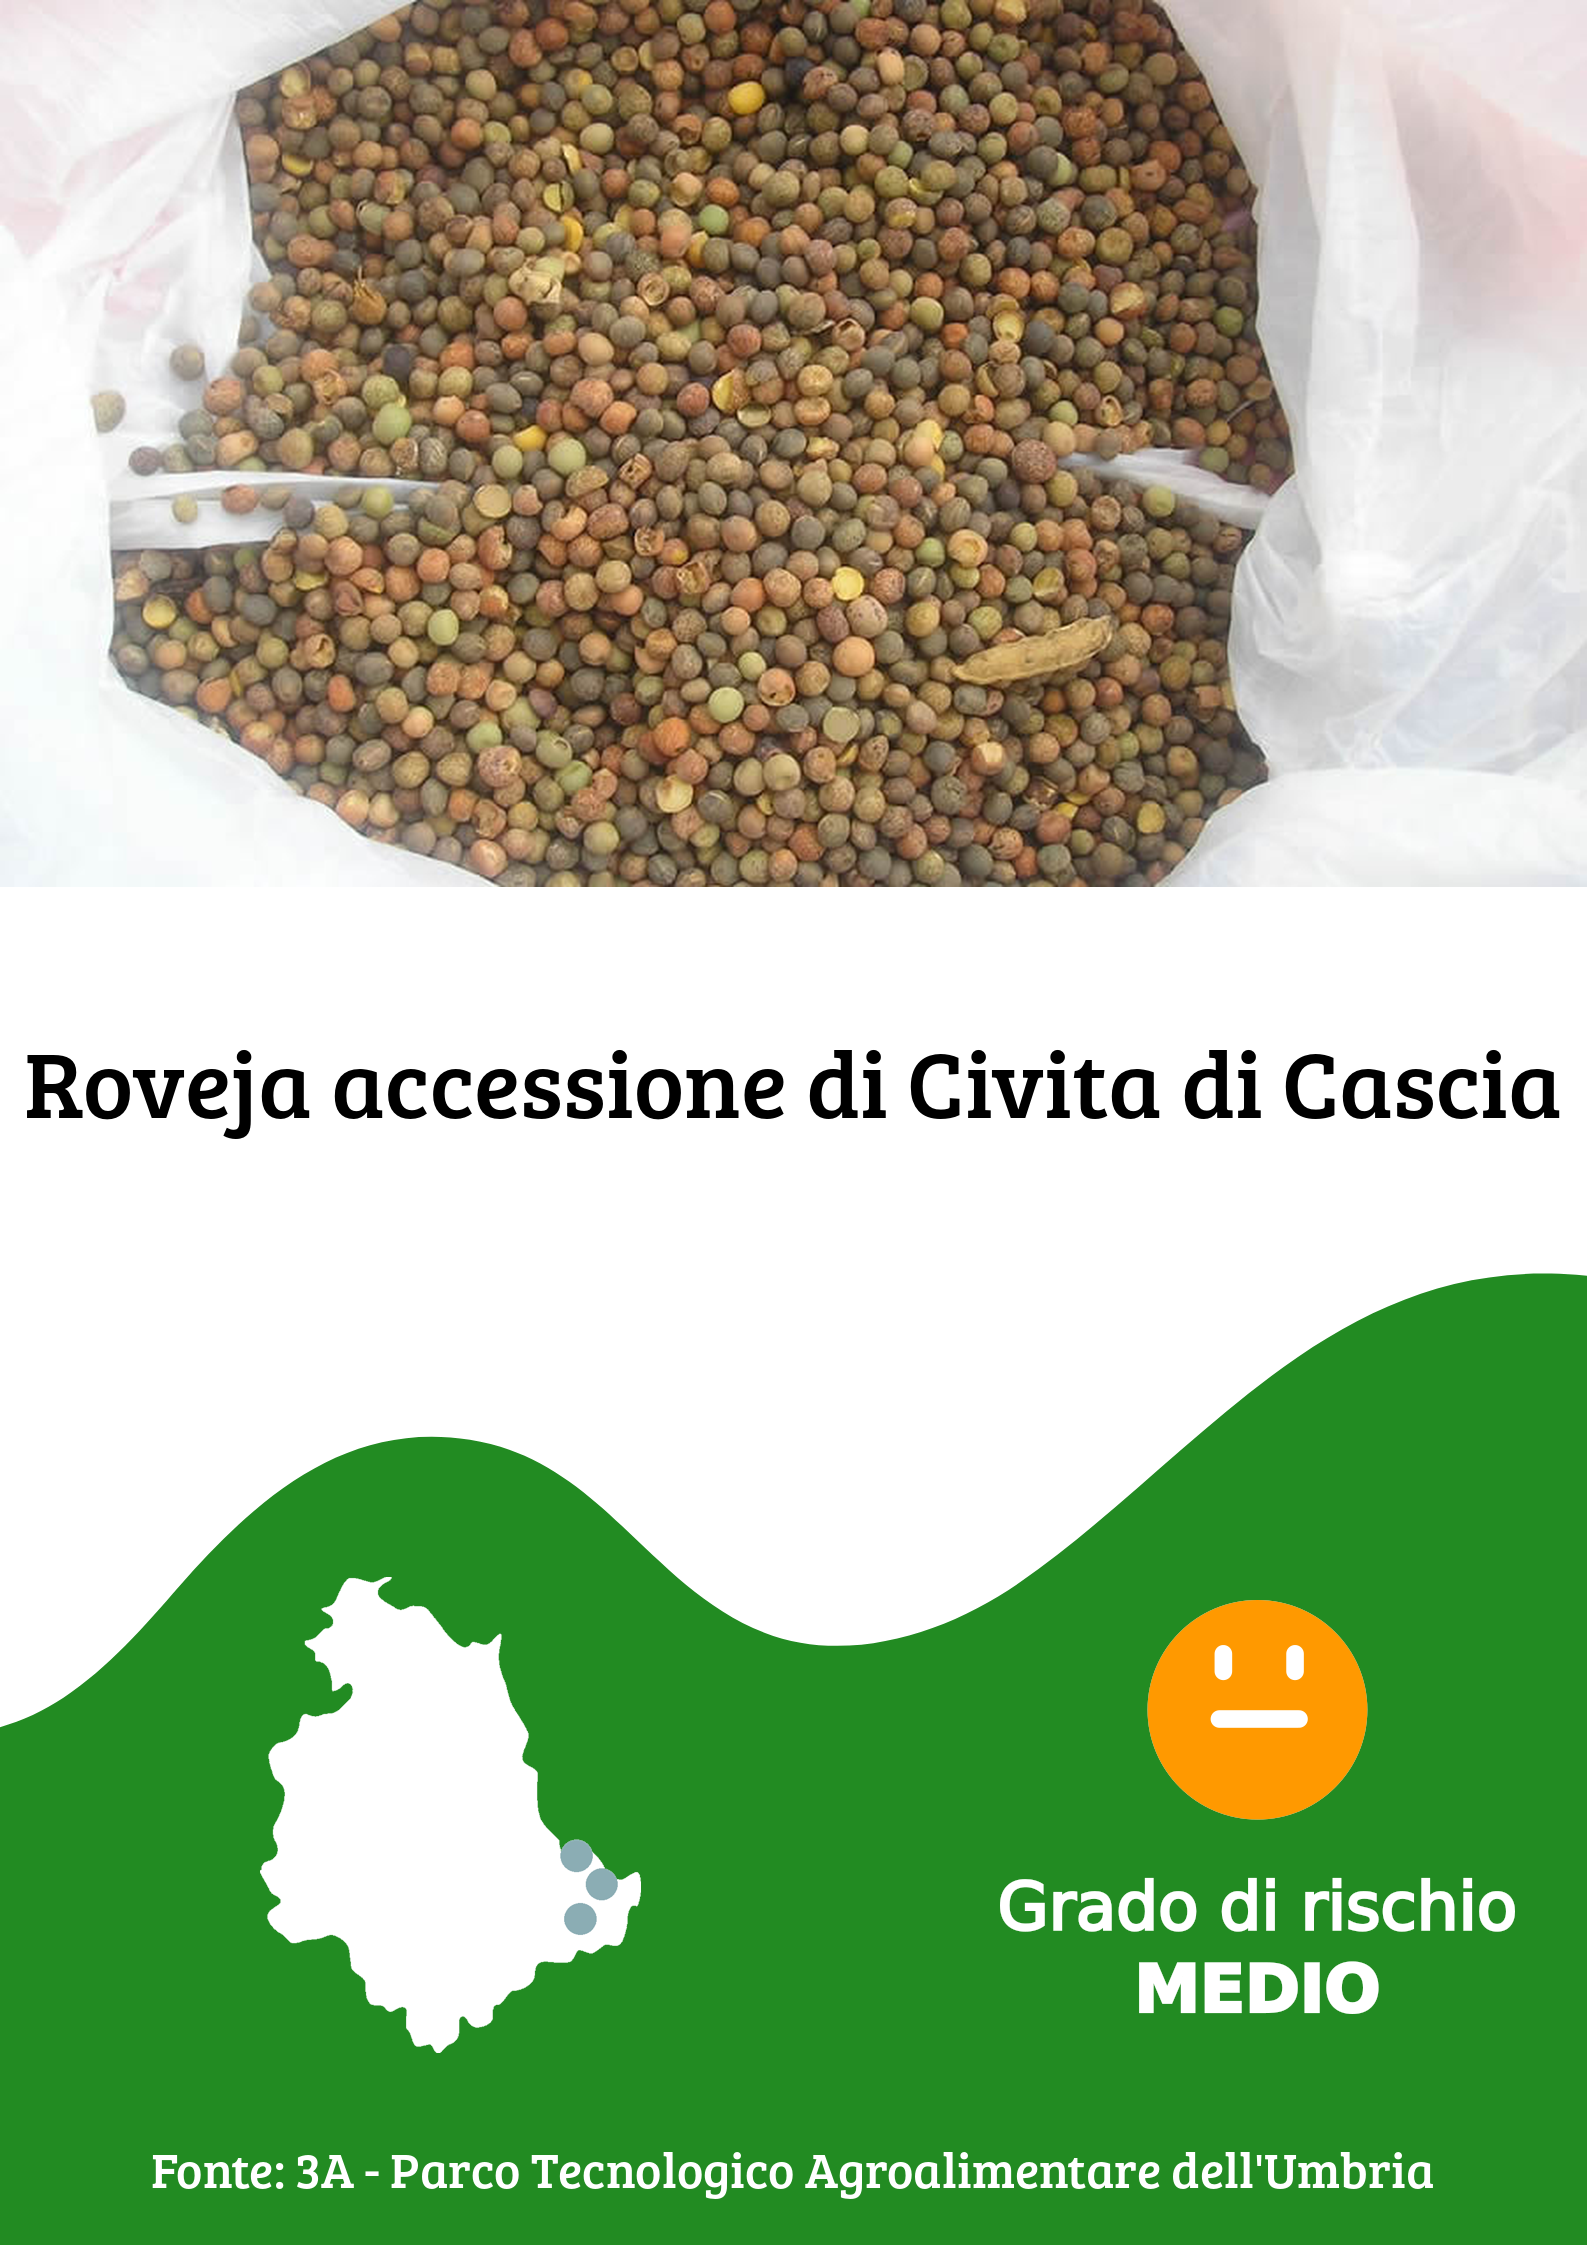 Roveja accessione di Civita di Cascia
Grado di rischio
MEDIO
Fonte: 3A - Parco Tecnologico Agroalimentare dell'Umbria